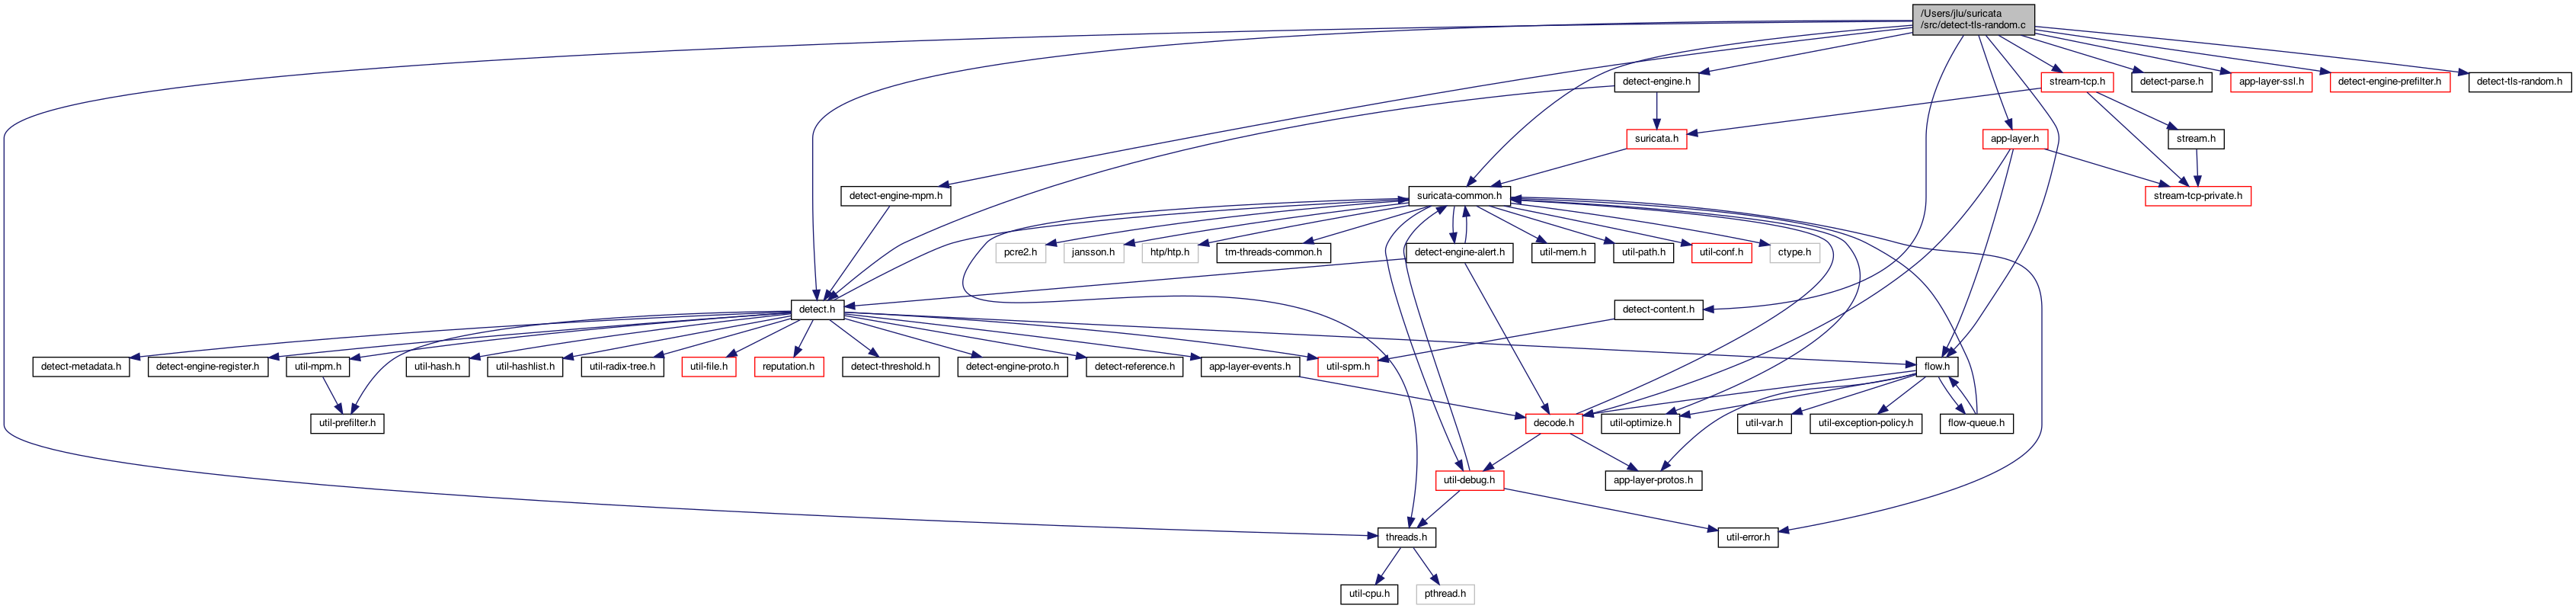 /Users/jlu/suricata
/src/detect-tls-random.c
detect-engine.h
stream-tcp.h
detect-parse.h
app-layer-ssl.h
detect-engine-prefilter.h
detect-tls-random.h
suricata.h
app-layer.h
stream.h
detect-engine-mpm.h
suricata-common.h
stream-tcp-private.h
pcre2.h
jansson.h
htp/htp.h
tm-threads-common.h
detect-engine-alert.h
util-mem.h
util-path.h
util-conf.h
ctype.h
detect.h
detect-content.h
detect-metadata.h
detect-engine-register.h
util-mpm.h
util-hash.h
util-hashlist.h
util-radix-tree.h
util-file.h
reputation.h
detect-threshold.h
detect-engine-proto.h
detect-reference.h
app-layer-events.h
util-spm.h
flow.h
util-prefilter.h
decode.h
util-optimize.h
util-var.h
util-exception-policy.h
flow-queue.h
util-debug.h
app-layer-protos.h
threads.h
util-error.h
util-cpu.h
pthread.h